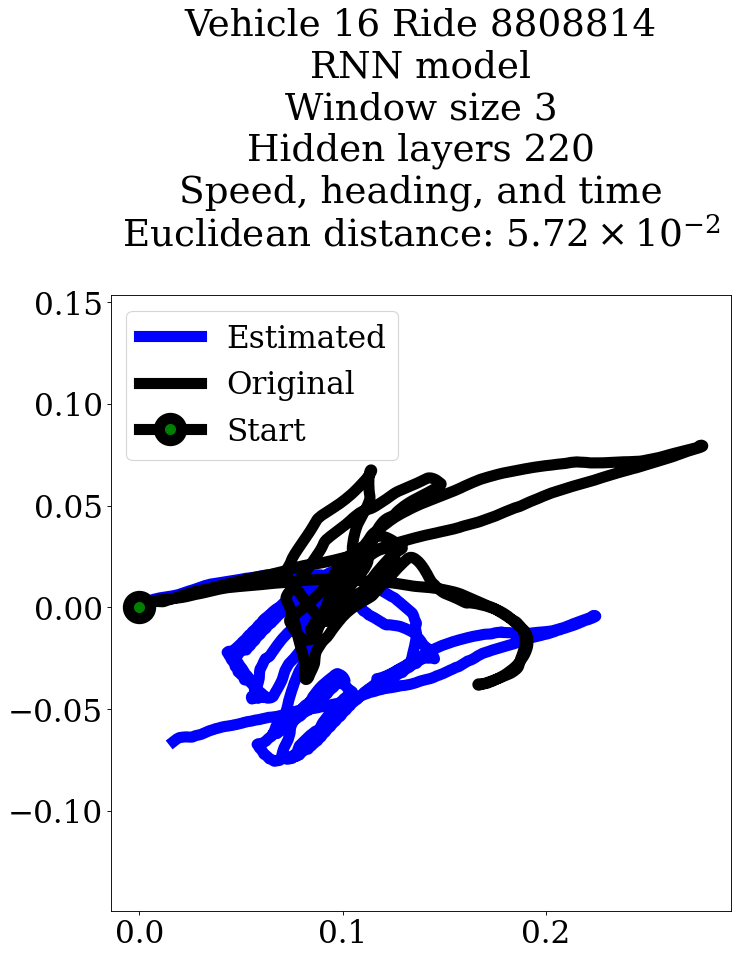 Vehicle 16 Ride 8808814
RNN model
Window size 3
Hidden layers 220
Speed, heading, and time
Euclidean distance: 5.72 × 10⁻²
0.15
0.10
0.05
0.00
−0.05
−0.10
Estimated
Original
Start
0.0 0.1 0.2